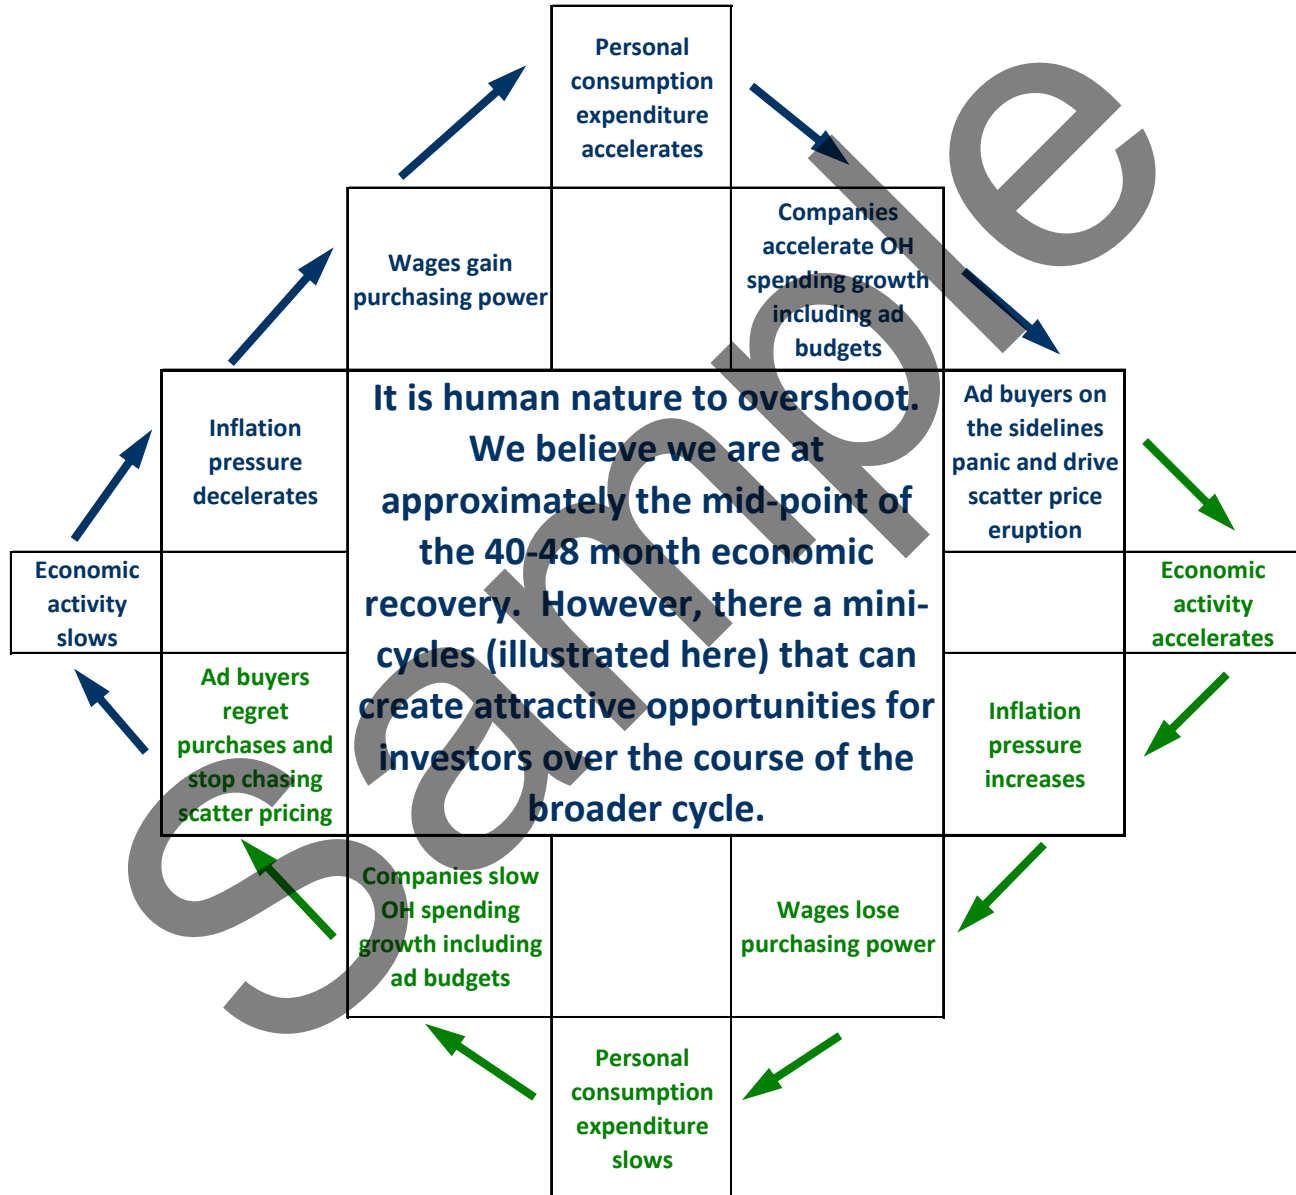 Personal
consumption
expenditure
accelerates
Wages gain
purchasing power
Companies
accelerate OH
spending growth
including ad
budgets
Inflation
pressure
decelerates
It is human nature to overshoot.
We believe we are at
approximately the mid-point of
the 40-48 month economic
recovery.  However, there a mini-
cycles (illustrated here) that can
create attractive opportunities for
investors over the course of the
broader cycle.
Ad buyers on
the sidelines
panic and drive
scatter price
eruption
Economic
activity
slows
Economic
activity
accelerates
Ad buyers
regret
purchases and
stop chasing
scatter pricing
Inflation
pressure
increases
Companies slow
OH spending
growth including
ad budgets
Wages lose
purchasing power
Personal
consumption
expenditure
slows
Sample